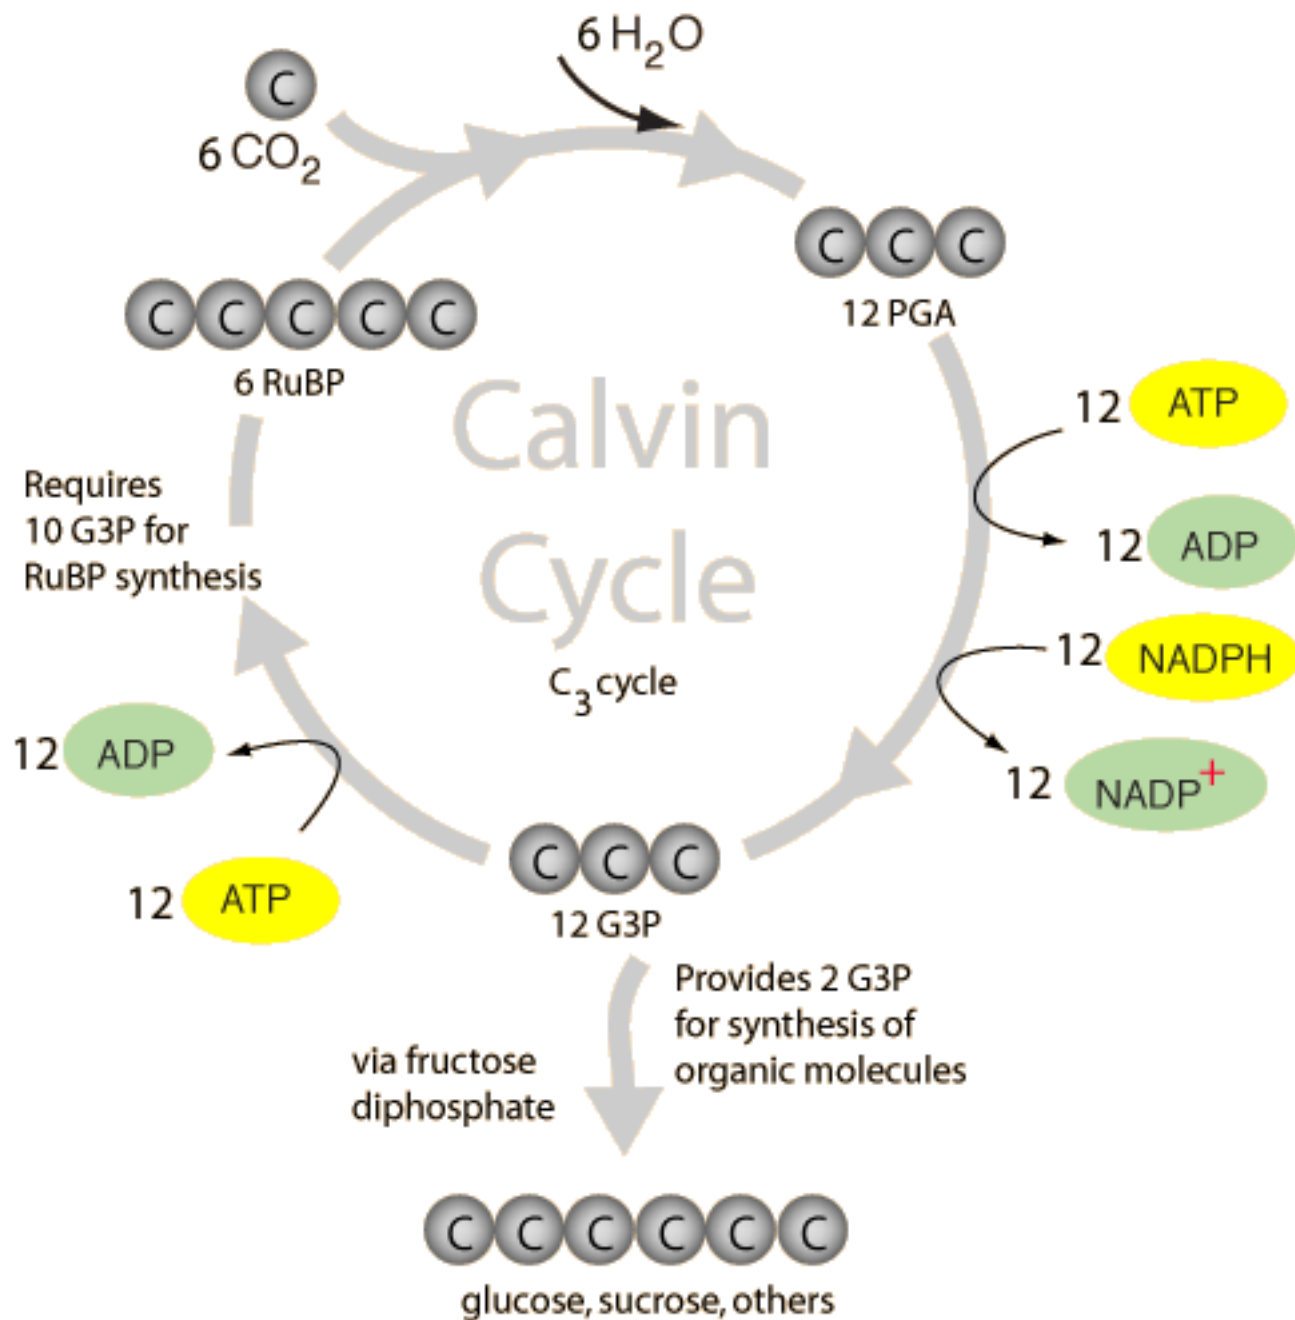 6 H2O
C
6 CO2
C C C
12 PGA
C C C C C
6 RuBP
Calvin
Cycle
C3 cycle
12 ATP
12 ADP
12 NADPH
12 NADP+
Requires
10 G3P for
RuBP synthesis
12 ADP
12 ATP
C C C
12 G3P
Provides 2 G3P
for synthesis of
organic molecules
via fructose
diphosphate
C C C C C C
glucose, sucrose, others